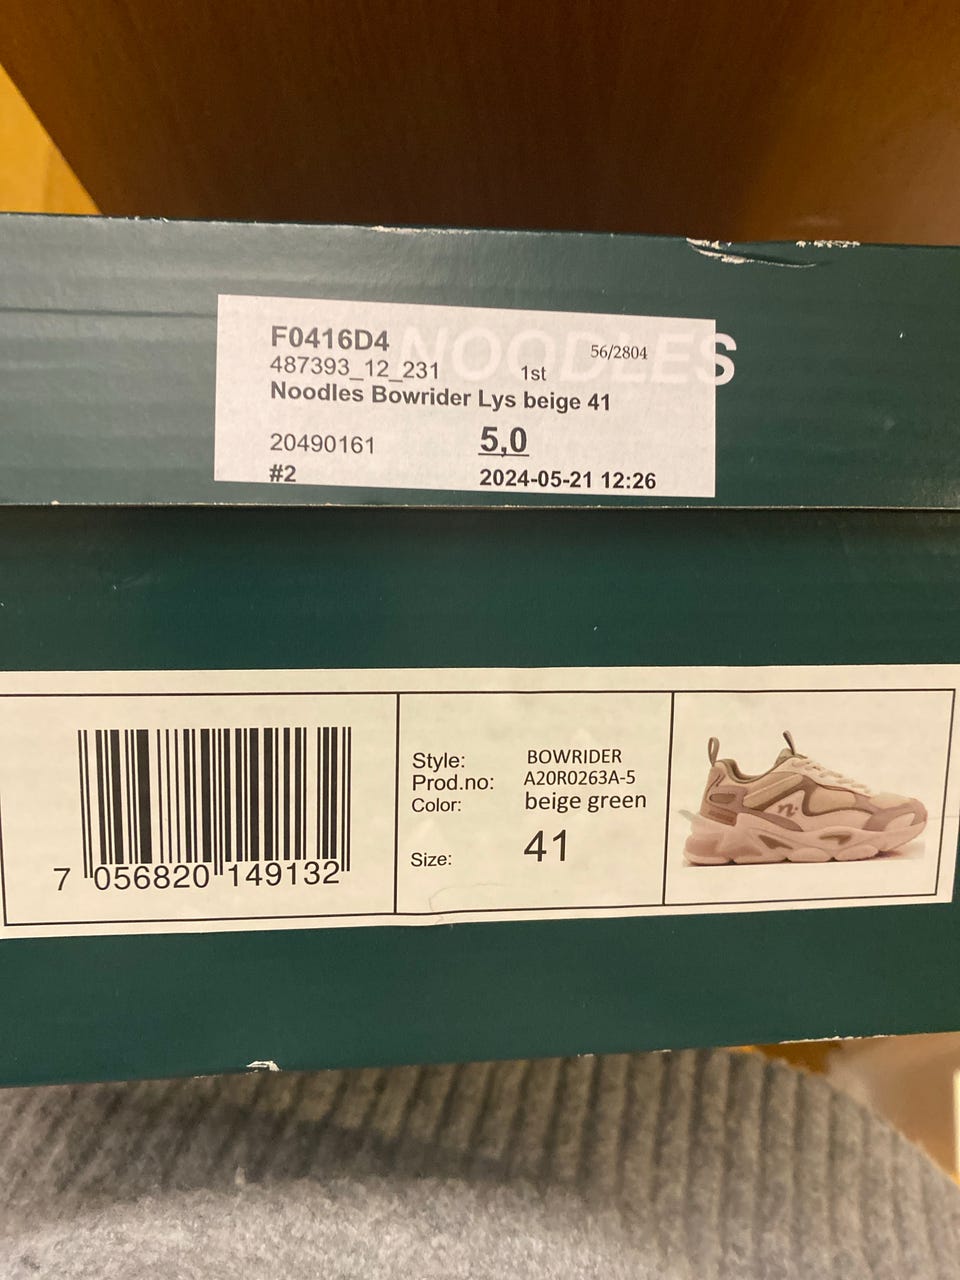 NOODLES
F0416D4
56/2804
487393_12_231 1st
Noodles Bowrider Lys beige 41
20490161 5,0
#2 2024-05-21 12:26
Style: BOWRIDER
Prod.no: A20R0263A-5
Color: beige green
Size: 41
n.
7 056820 149132